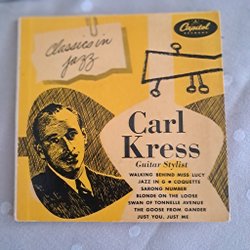 Classics in
jazz
Capitol
RECORDS
Carl
Kress
Guitar Stylist
WALKING BEHIND MISS LUCY
JAZZ IN G • COQUETTE
SARONG NUMBER
BLONDE ON THE LOOSE
SWAN OF TONNELLE AVENUE
THE GOOSE FROM GANDER
JUST YOU, JUST ME